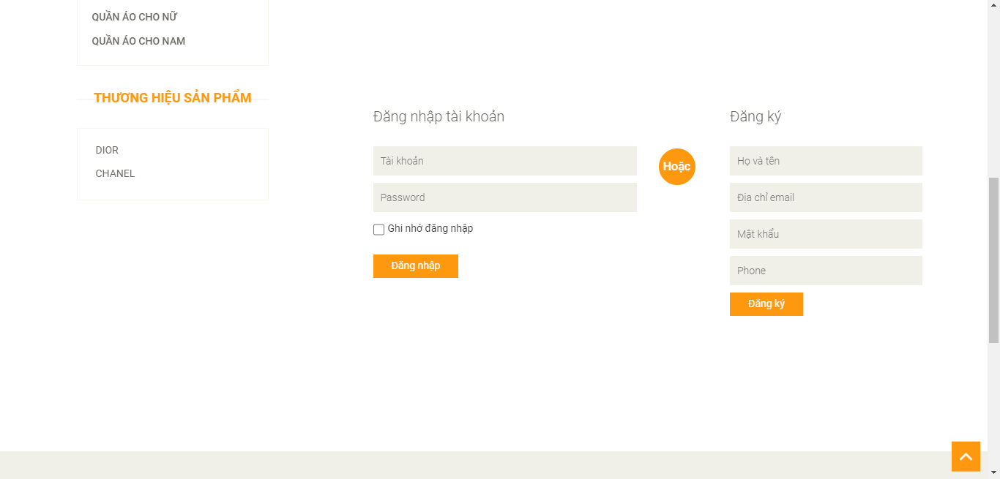 QUẦN ÁO CHO NỮ
QUẦN ÁO CHO NAM
THƯƠNG HIỆU SẢN PHẨM
DIOR
CHANEL
Đăng nhập tài khoản
Tài khoản
Password
Ghi nhớ đăng nhập
Đăng nhập
Hoặc
Đăng ký
Họ và tên
Địa chỉ email
Mật khẩu
Phone
Đăng ký